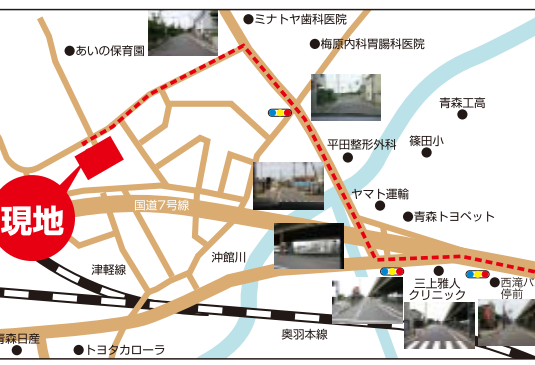 ミナトヤ歯科医院
あいの保育園
梅原内科胃腸科医院
青森工高
平田整形外科
篠田小
現地
国道7号線
ヤマト運輸
青森トヨペット
津軽線
沖館川
三上雅人
クリニック
西滝バ
停前
奥羽本線
青森日産
トヨタカローラ